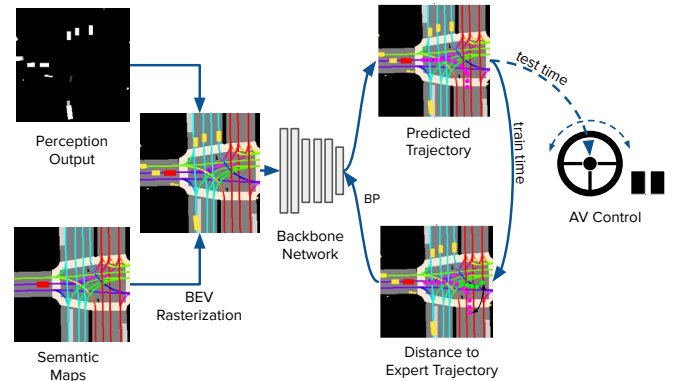 Perception
Output
Semantic
Maps
BEV
Rasterization
Backbone
Network
BP
Predicted
Trajectory
Distance to
Expert Trajectory
train time
test time
AV Control